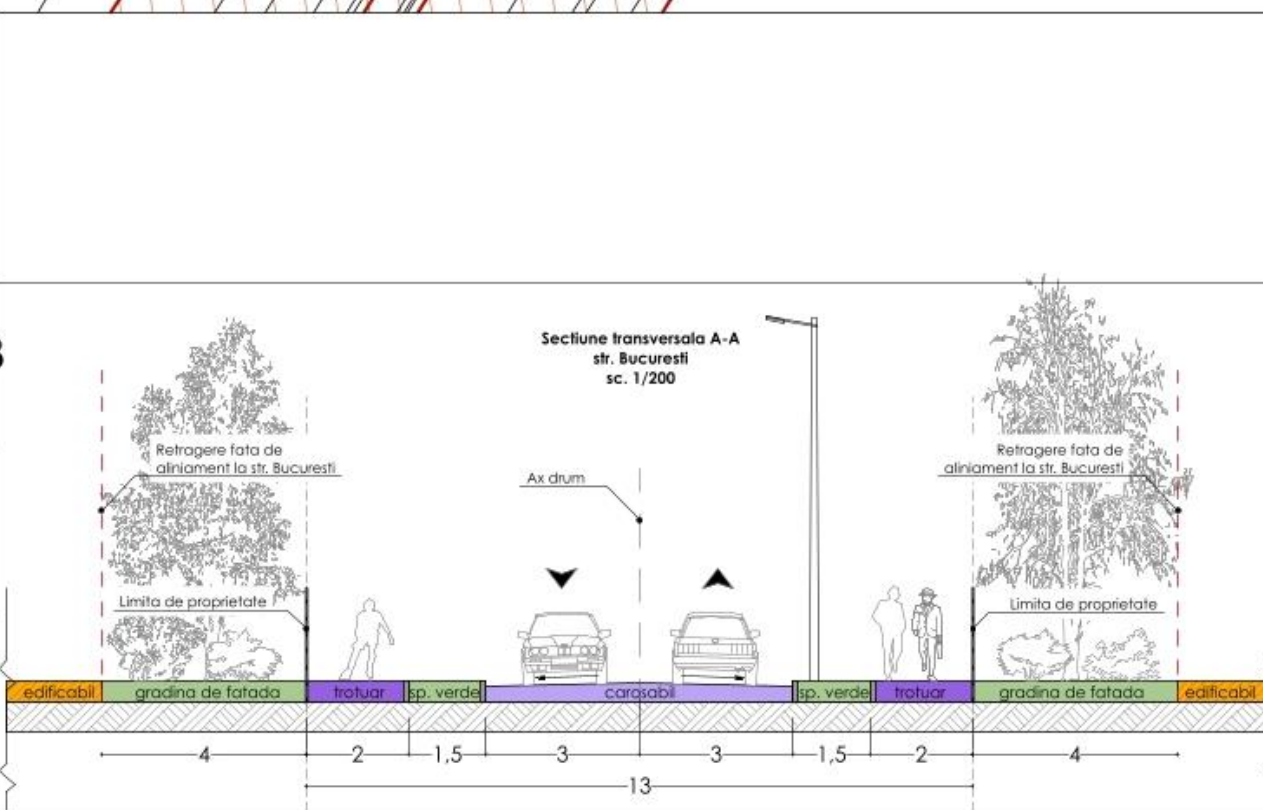 Sectiune transversala A-A
str. Bucuresti
sc. 1/200
Retragere fata de
aliniament la str. Bucuresti
Retragere fata de
aliniament la str. Bucuresti
Ax drum
Limita de proprietate
Limita de proprietate
edificabil gradina de fatada trotuar sp. verde carosabil sp. verde trotuar gradina de fatada edificabil
4 2 1,5 3 3 1,5 2 4
13